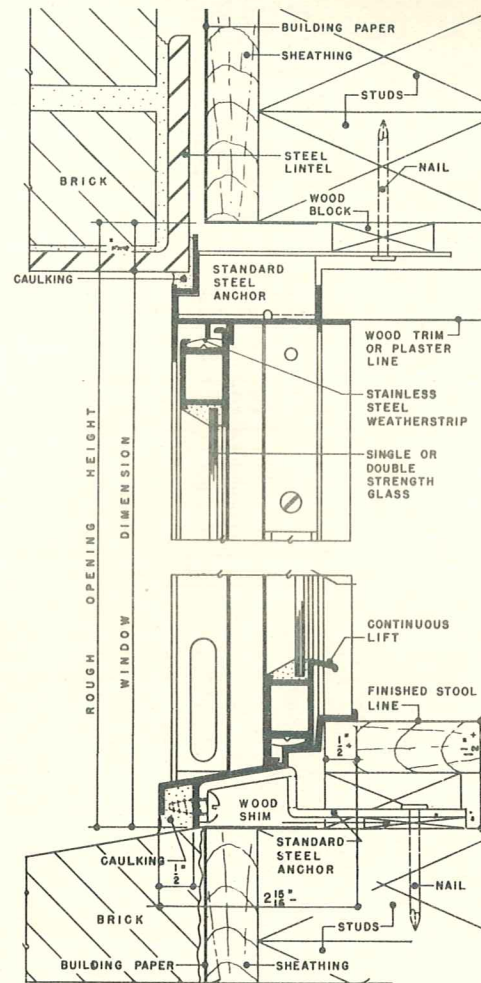 BUILDING PAPER
SHEATHING
STUDS
STEEL
LINTEL
NAIL
BRICK
WOOD
BLOCK
CAULKING
STANDARD
STEEL
ANCHOR
WOOD TRIM
OR PLASTER
LINE
STAINLESS
STEEL
WEATHERSTRIP
SINGLE OR
DOUBLE
STRENGTH
GLASS
ROUGH OPENING HEIGHT
WINDOW DIMENSION
CONTINUOUS
LIFT
FINISHED STOOL
LINE
WOOD
SHIM
CAULKING
1/2"
STANDARD
STEEL
ANCHOR
2 15/16"
NAIL
BRICK
STUDS
BUILDING PAPER
SHEATHING